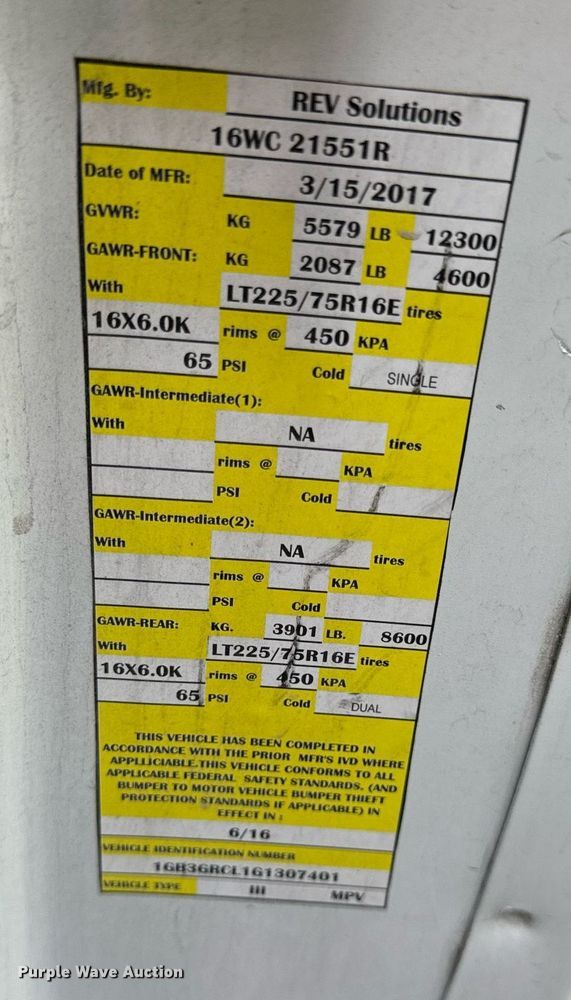 Mfg. By: REV Solutions
16WC 21551R
Date of MFR: 3/15/2017
GVWR: KG 5579 LB 12300
GAWR-FRONT: KG 2087 LB 4600
With LT225/75R16E tires
16X6.0K rims @ 450 KPA
65 PSI Cold SINGLE
GAWR-Intermediate(1):
With NA tires
rims @ KPA
PSI Cold
GAWR-Intermediate(2):
With NA tires
rims @ KPA
PSI Cold
GAWR-REAR: KG. 3901 LB. 8600
With LT225/75R16E tires
16X6.0K rims @ 450 KPA
65 PSI Cold DUAL
THIS VEHICLE HAS BEEN COMPLETED IN
ACCORDANCE WITH THE PRIOR MFR'S IVD WHERE
APPLLICIABLE.THIS VEHICLE CONFORMS TO ALL
APPLICABLE FEDERAL SAFETY STANDARDS. (AND
BUMPER TO MOTOR VEHICLE BUMPER THIEFT
PROTECTION STANDARDS IF APPLICABLE) IN
EFFECT IN :
6/16
VEHICLE IDENTIFICATION NUMBER
1GB3GRCL1G1307401
VEHICLE TYPE III MPV
Purple Wave Auction